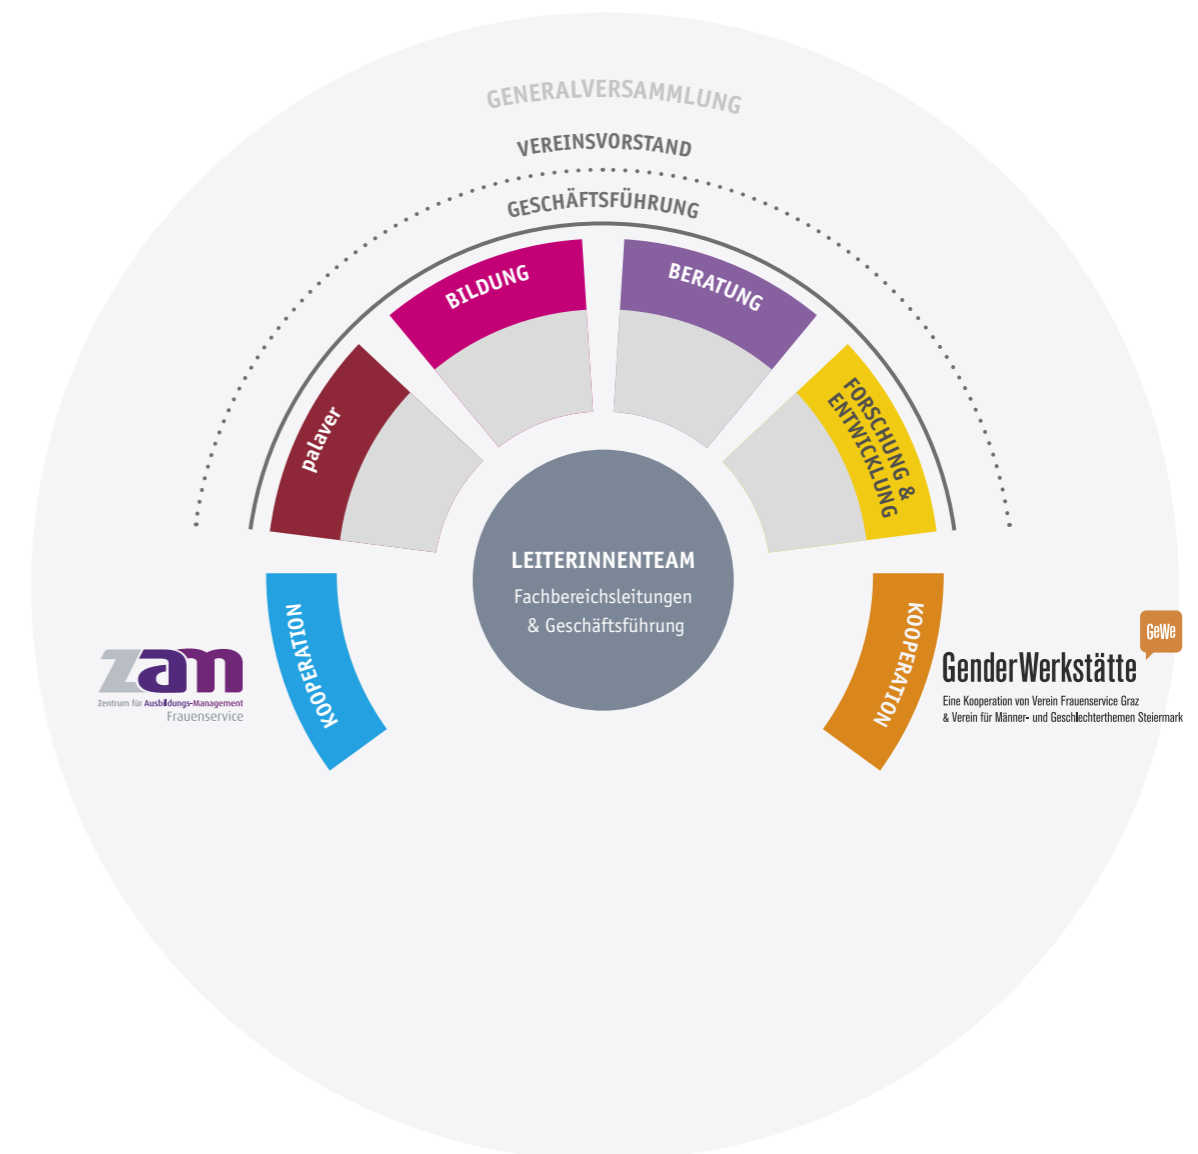 GENERALVERSAMMLUNG
VEREINSVORSTAND
GESCHÄFTSFÜHRUNG
BILDUNG
BERATUNG
palaver
FORSCHUNG &
ENTWICKLUNG
LEITERINNENTEAM
Fachbereichsleitungen
& Geschäftsführung
KOOPERATION
zam
Zentrum für Ausbildungs-Management
Frauenservice
KOOPERATION
GeWe
GenderWerkstätte
Eine Kooperation von Verein Frauenservice Graz
& Verein für Männer- und Geschlechterthemen Steiermark